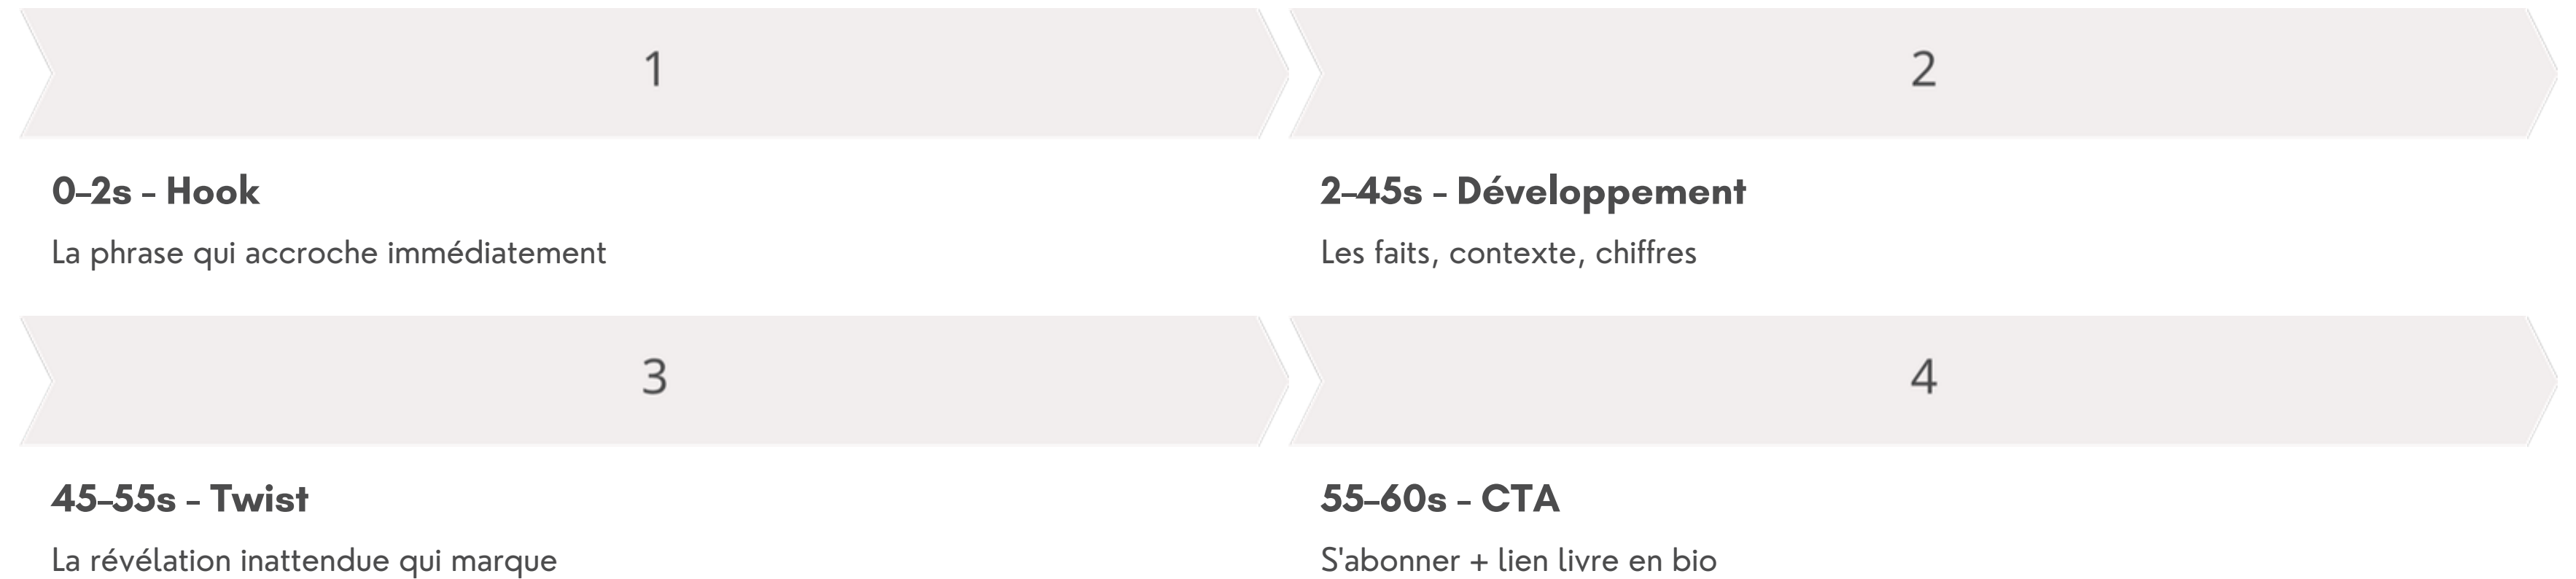 1
0–2s – Hook
La phrase qui accroche immédiatement
2
2–45s – Développement
Les faits, contexte, chiffres
3
45–55s – Twist
La révélation inattendue qui marque
4
55–60s – CTA
S'abonner + lien livre en bio